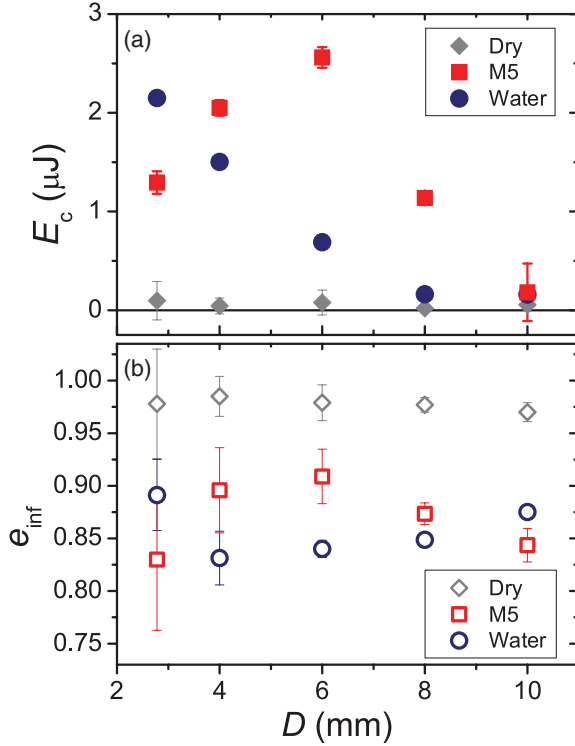 (a)
Dry
M5
Water
3
2
1
0
E_c (μJ)
(b)
1.00
0.95
0.90
0.85
0.80
0.75
e_inf
Dry
M5
Water
2 4 6 8 10
D (mm)